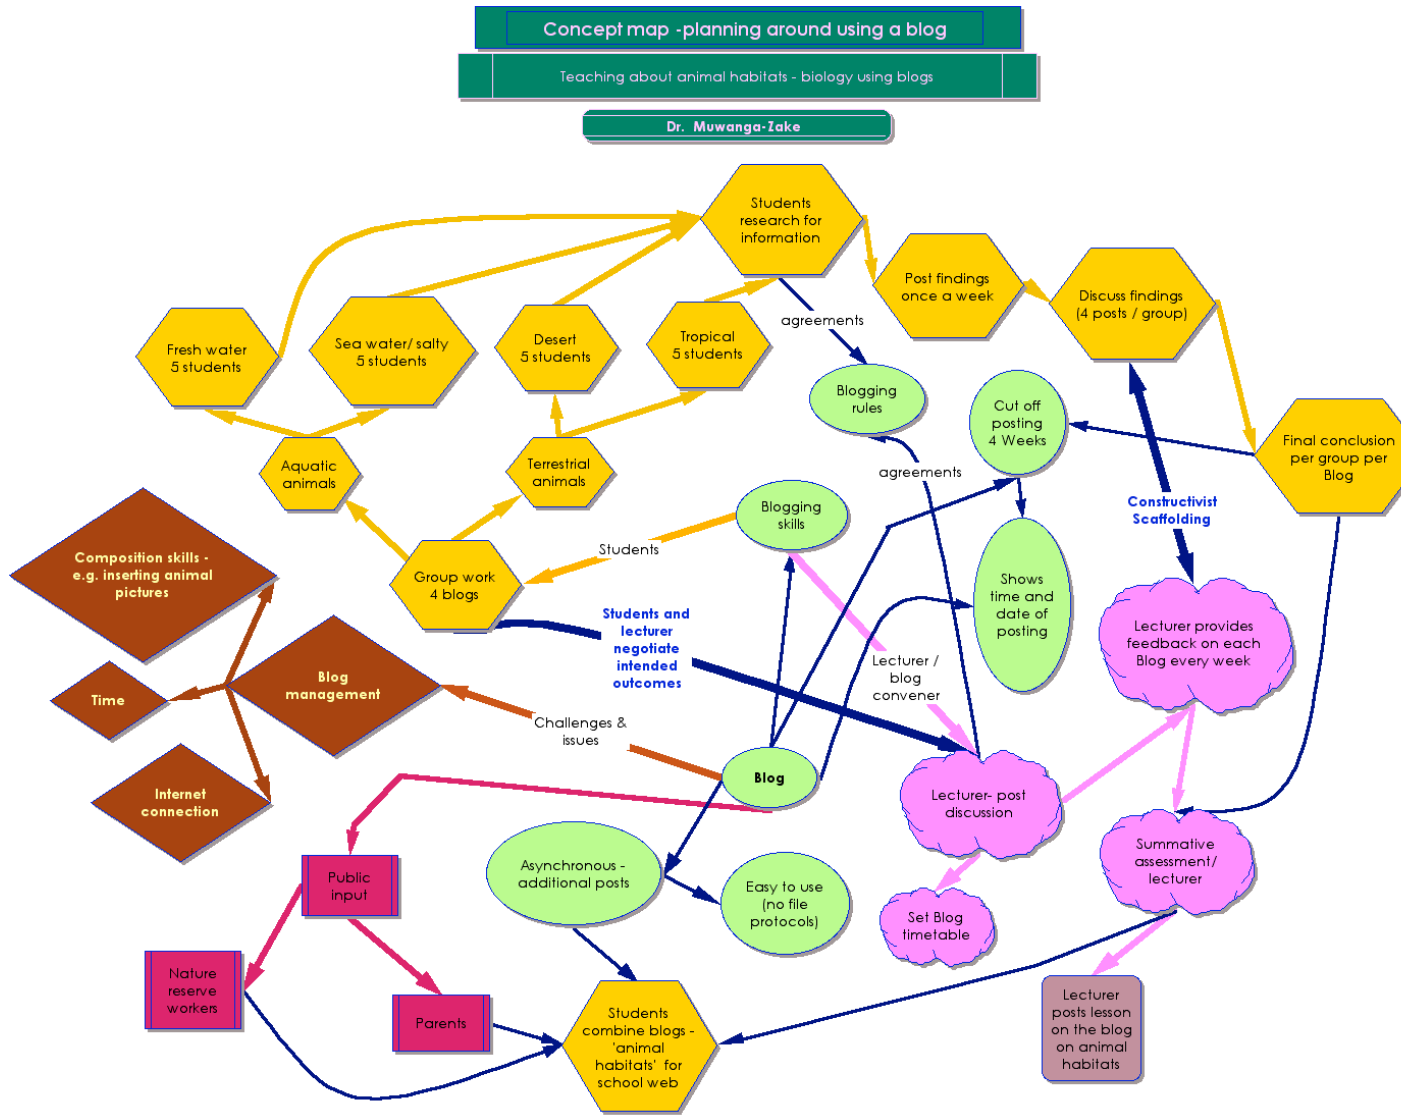 Concept map -planning around using a blog
Teaching about animal habitats - biology using blogs
Dr. Muwanga-Zake
Students
research for
information
Post findings
once a week
Discuss findings
(4 posts / group)
agreements
Fresh water
5 students
Sea water/ salty
5 students
Desert
5 students
Tropical
5 students
Blogging
rules
Cut off
posting
4 Weeks
Final conclusion
per group per
Blog
Aquatic
animals
Terrestrial
animals
agreements
Constructivist
Scaffolding
Blogging
skills
Students
Composition skills -
e.g. inserting animal
pictures
Group work
4 blogs
Shows
time and
date of
posting
Students and
lecturer
negotiate
intended
outcomes
Lecturer provides
feedback on each
Blog every week
Lecturer /
blog
convener
Time
Blog
management
Challenges &
issues
Blog
Internet
connection
Lecturer- post
discussion
Summative
assessment/
lecturer
Asynchronous -
additional posts
Easy to use
(no file
protocols)
Public
input
Set Blog
timetable
Nature
reserve
workers
Parents
Students
combine blogs -
'animal
habitats' for
school web
Lecturer
posts lesson
on the blog
on animal
habitats